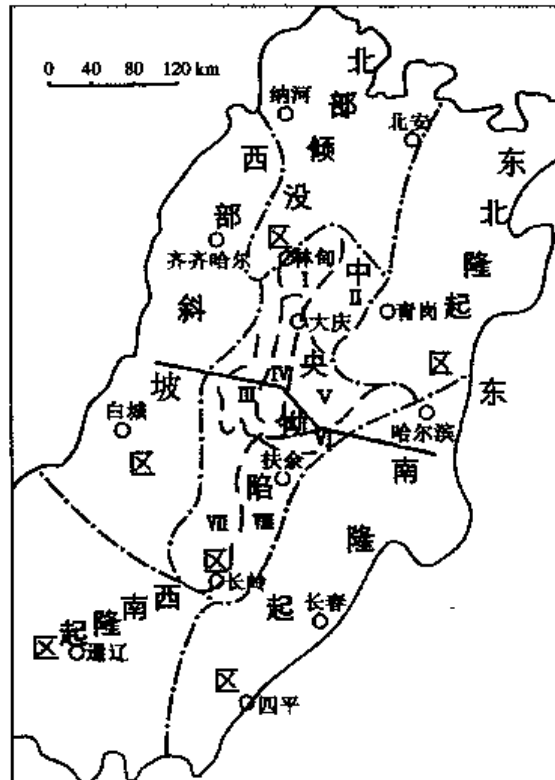 0 40 80 120 km
北部倾没区
西部斜坡区
东北隆起区
中央坳陷区
东南隆起区
西南隆起区
纳河
北安
齐齐哈尔
林甸
I
II
大庆
青岗
III
IV
V
VI
白城
哈尔滨
扶余
VII
VIII
长岭
长春
通辽
四平